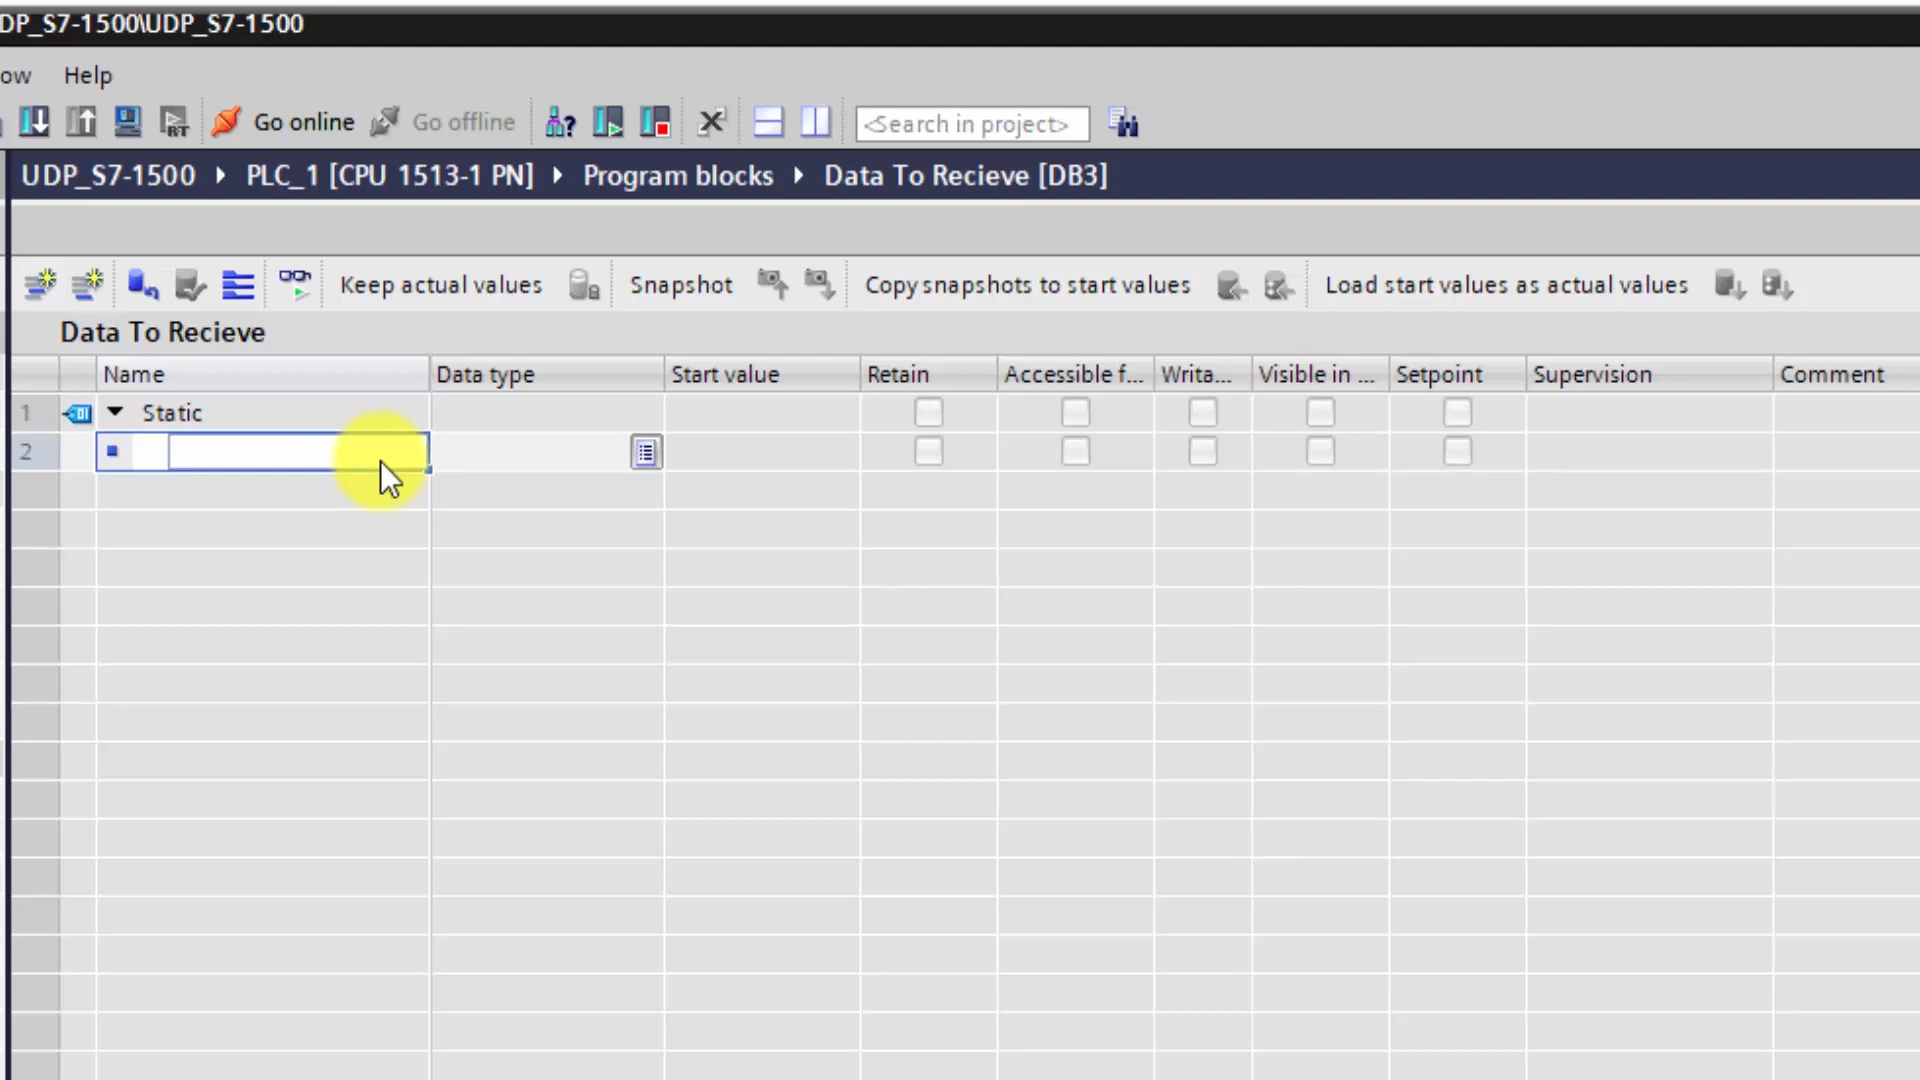 DP_S7-1500\UDP_S7-1500
ow Help
RT Go online Go offline ? <Search in project>
UDP_S7-1500 PLC_1 [CPU 1513-1 PN] Program blocks Data To Recieve [DB3]
Keep actual values Snapshot Copy snapshots to start values Load start values as actual values
Data To Recieve
Name Data type Start value Retain Accessible f... Writa... Visible in ... Setpoint Supervision Comment
1 Static
2